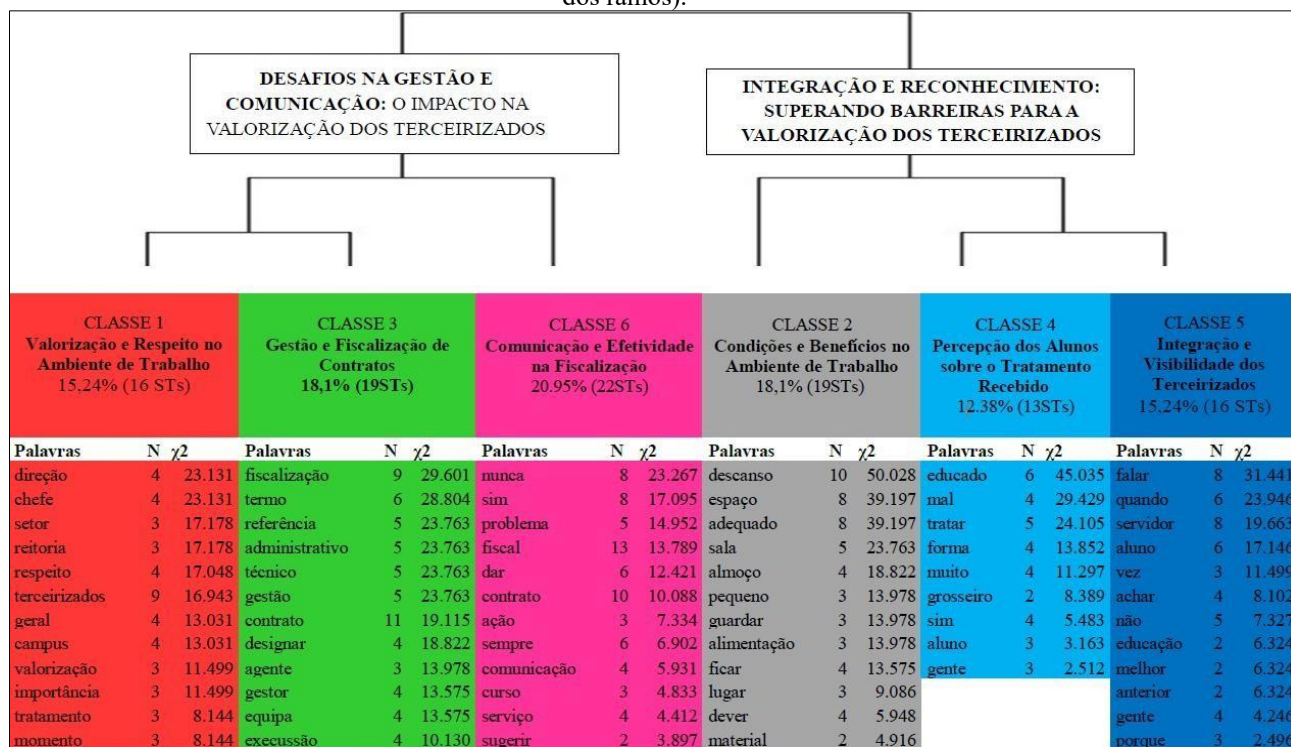 dos ramos).
DESAFIOS NA GESTÃO E
COMUNICAÇÃO: O IMPACTO NA
VALORIZAÇÃO DOS TERCEIRIZADOS
INTEGRAÇÃO E RECONHECIMENTO:
SUPERANDO BARREIRAS PARA A
VALORIZAÇÃO DOS TERCEIRIZADOS
CLASSE 1
Valorização e Respeito no
Ambiente de Trabalho
15,24% (16 STs)
CLASSE 3
Gestão e Fiscalização de
Contratos
18,1% (19STs)
CLASSE 6
Comunicação e Efetividade
na Fiscalização
20.95% (22STs)
CLASSE 2
Condições e Benefícios no
Ambiente de Trabalho
18,1% (19STs)
CLASSE 4
Percepção dos Alunos
sobre o Tratamento
Recebido
12.38% (13STs)
CLASSE 5
Integração e
Visibilidade dos
Terceirizados
15,24% (16 STs)
Palavras N χ2 Palavras N χ2 Palavras N χ2 Palavras N χ2 Palavras N χ2 Palavras N χ2
direção 4 23.131 fiscalização 9 29.601 nunca 8 23.267 descanso 10 50.028 educado 6 45.035 falar 8 31.441
chefe 4 23.131 termo 6 28.804 sim 8 17.095 espaço 8 39.197 mal 4 29.429 quando 6 23.946
setor 3 17.178 referência 5 23.763 problema 5 14.952 adequado 8 39.197 tratar 5 24.105 servidor 8 19.663
reitoria 3 17.178 administrativo 5 23.763 fiscal 13 13.789 sala 5 23.763 forma 4 13.852 aluno 6 17.146
respeito 4 17.048 técnico 5 23.763 dar 6 12.421 almoço 4 18.822 muito 4 11.297 vez 3 11.499
terceirizados 9 16.943 gestão 5 23.763 contrato 10 10.088 pequeno 3 13.978 grosseiro 2 8.389 achar 4 8.102
geral 4 13.031 contrato 11 19.115 ação 3 7.334 guardar 3 13.978 sim 4 5.483 não 5 7.327
campus 4 13.031 designar 4 18.822 sempre 6 6.902 alimentação 3 13.978 aluno 3 3.163 educação 2 6.324
valorização 3 11.499 agente 3 13.978 comunicação 4 5.931 ficar 4 13.575 gente 3 2.512 melhor 2 6.324
importância 3 11.499 gestor 4 13.575 curso 3 4.833 lugar 3 9.086 anterior 2 6.324
tratamento 3 8.144 equipa 4 13.575 serviço 4 4.412 dever 4 5.948 gente 4 4.246
momento 3 8.144 execussão 4 10.130 sugerir 2 3.897 material 2 4.916 porque 3 2.496